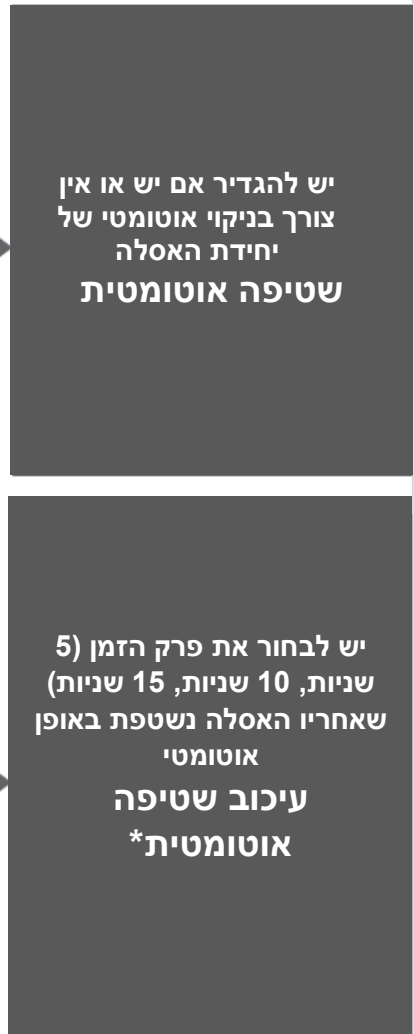 יש להגדיר אם יש או אין
צורך בניקוי אוטומטי של
יחידת האסלה
שטיפה אוטומטית
יש לבחור את פרק הזמן (5
שניות, 10 שניות, 15 שניות)
שאחריו האסלה נשטפת באופן
אוטומטי
עיכוב שטיפה
אוטומטית*